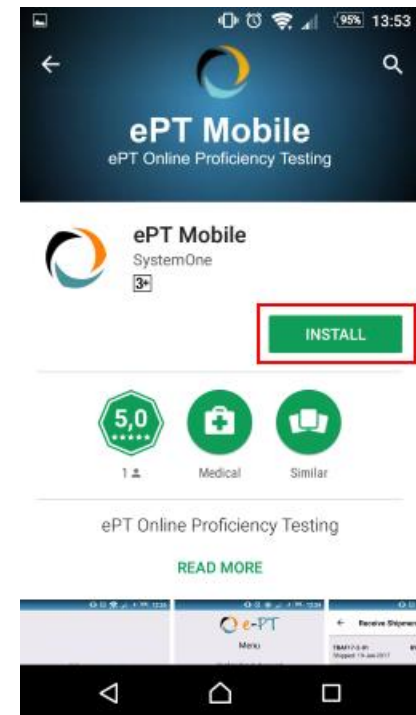 95% 13:53
ePT Mobile
ePT Online Proficiency Testing
ePT Mobile
SystemOne
3+
INSTALL
5,0
1
Medical
Similar
ePT Online Proficiency Testing
READ MORE
e-PT
Menu
Receive Shipment